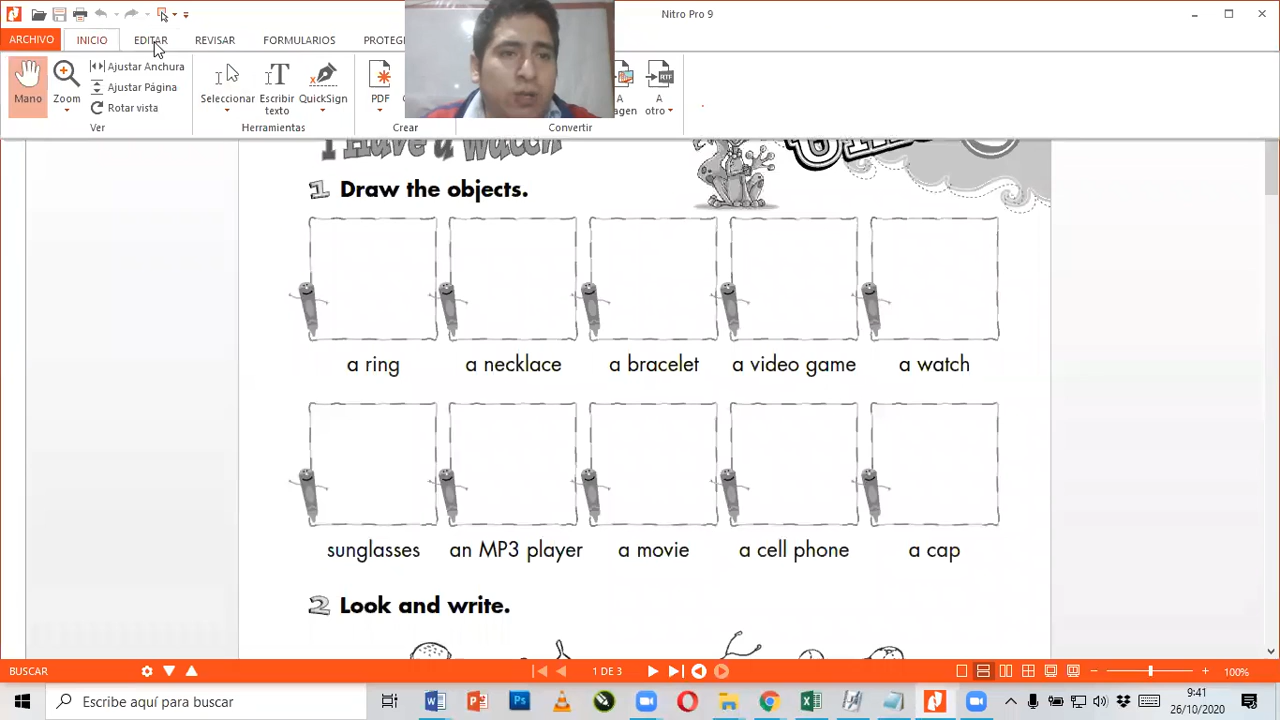 Nitro Pro 9
ARCHIVO INICIO EDITAR REVISAR FORMULARIOS PROTEGE
Mano Zoom Ajustar Anchura
Ajustar Página
Rotar vista
Seleccionar Escribir texto QuickSign PDF A A otro
Ver Herramientas Crear Convertir
I Have a watch
1 Draw the objects.
a ring a necklace a bracelet a video game a watch
sunglasses an MP3 player a movie a cell phone a cap
2 Look and write.
BUSCAR 1 DE 3 100%
Escribe aquí para buscar 9:41
26/10/2020